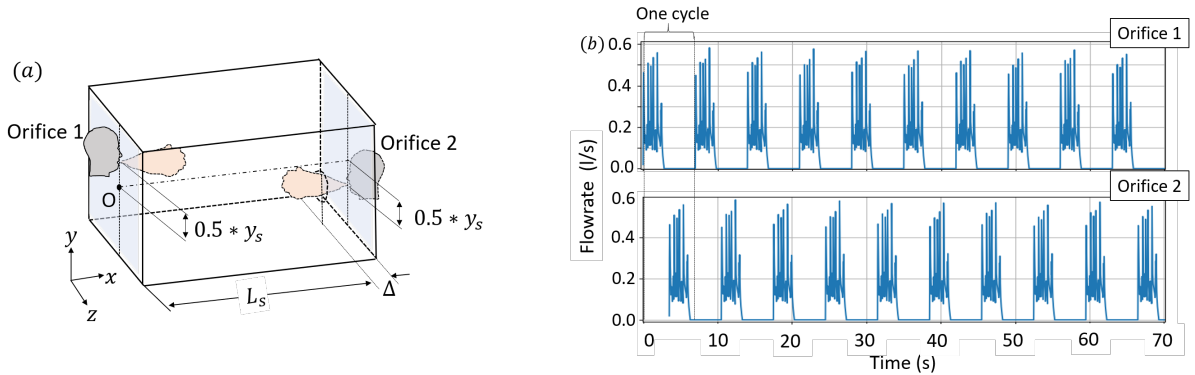 (a)
Orifice 1
Orifice 2
O
0.5 * y_s
0.5 * y_s
y
x
z
L_s
Δ
One cycle
(b)
Orifice 1
0.6
0.4
0.2
0.0
Orifice 2
0.6
0.4
0.2
0.0
Flowrate (l/s)
0 10 20 30 40 50 60 70
Time (s)